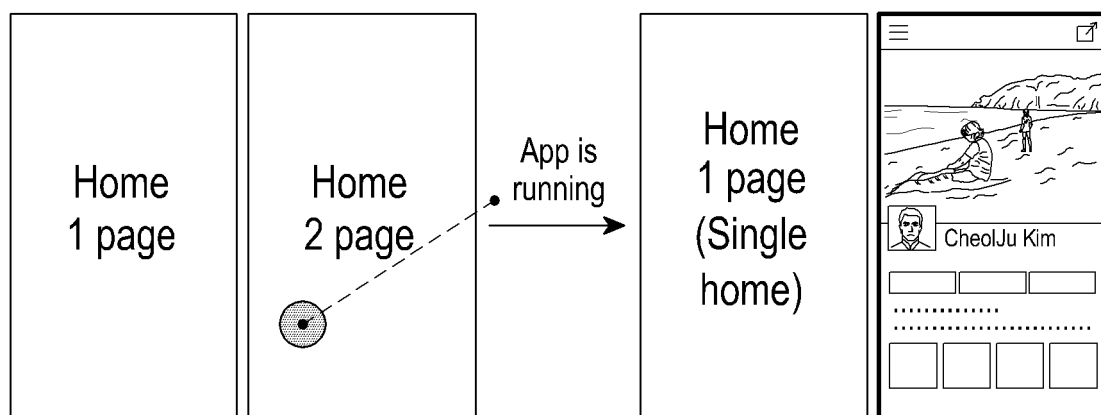 Home
1 page
Home
2 page
App is
running
Home
1 page
(Single
home)
CheolJu Kim